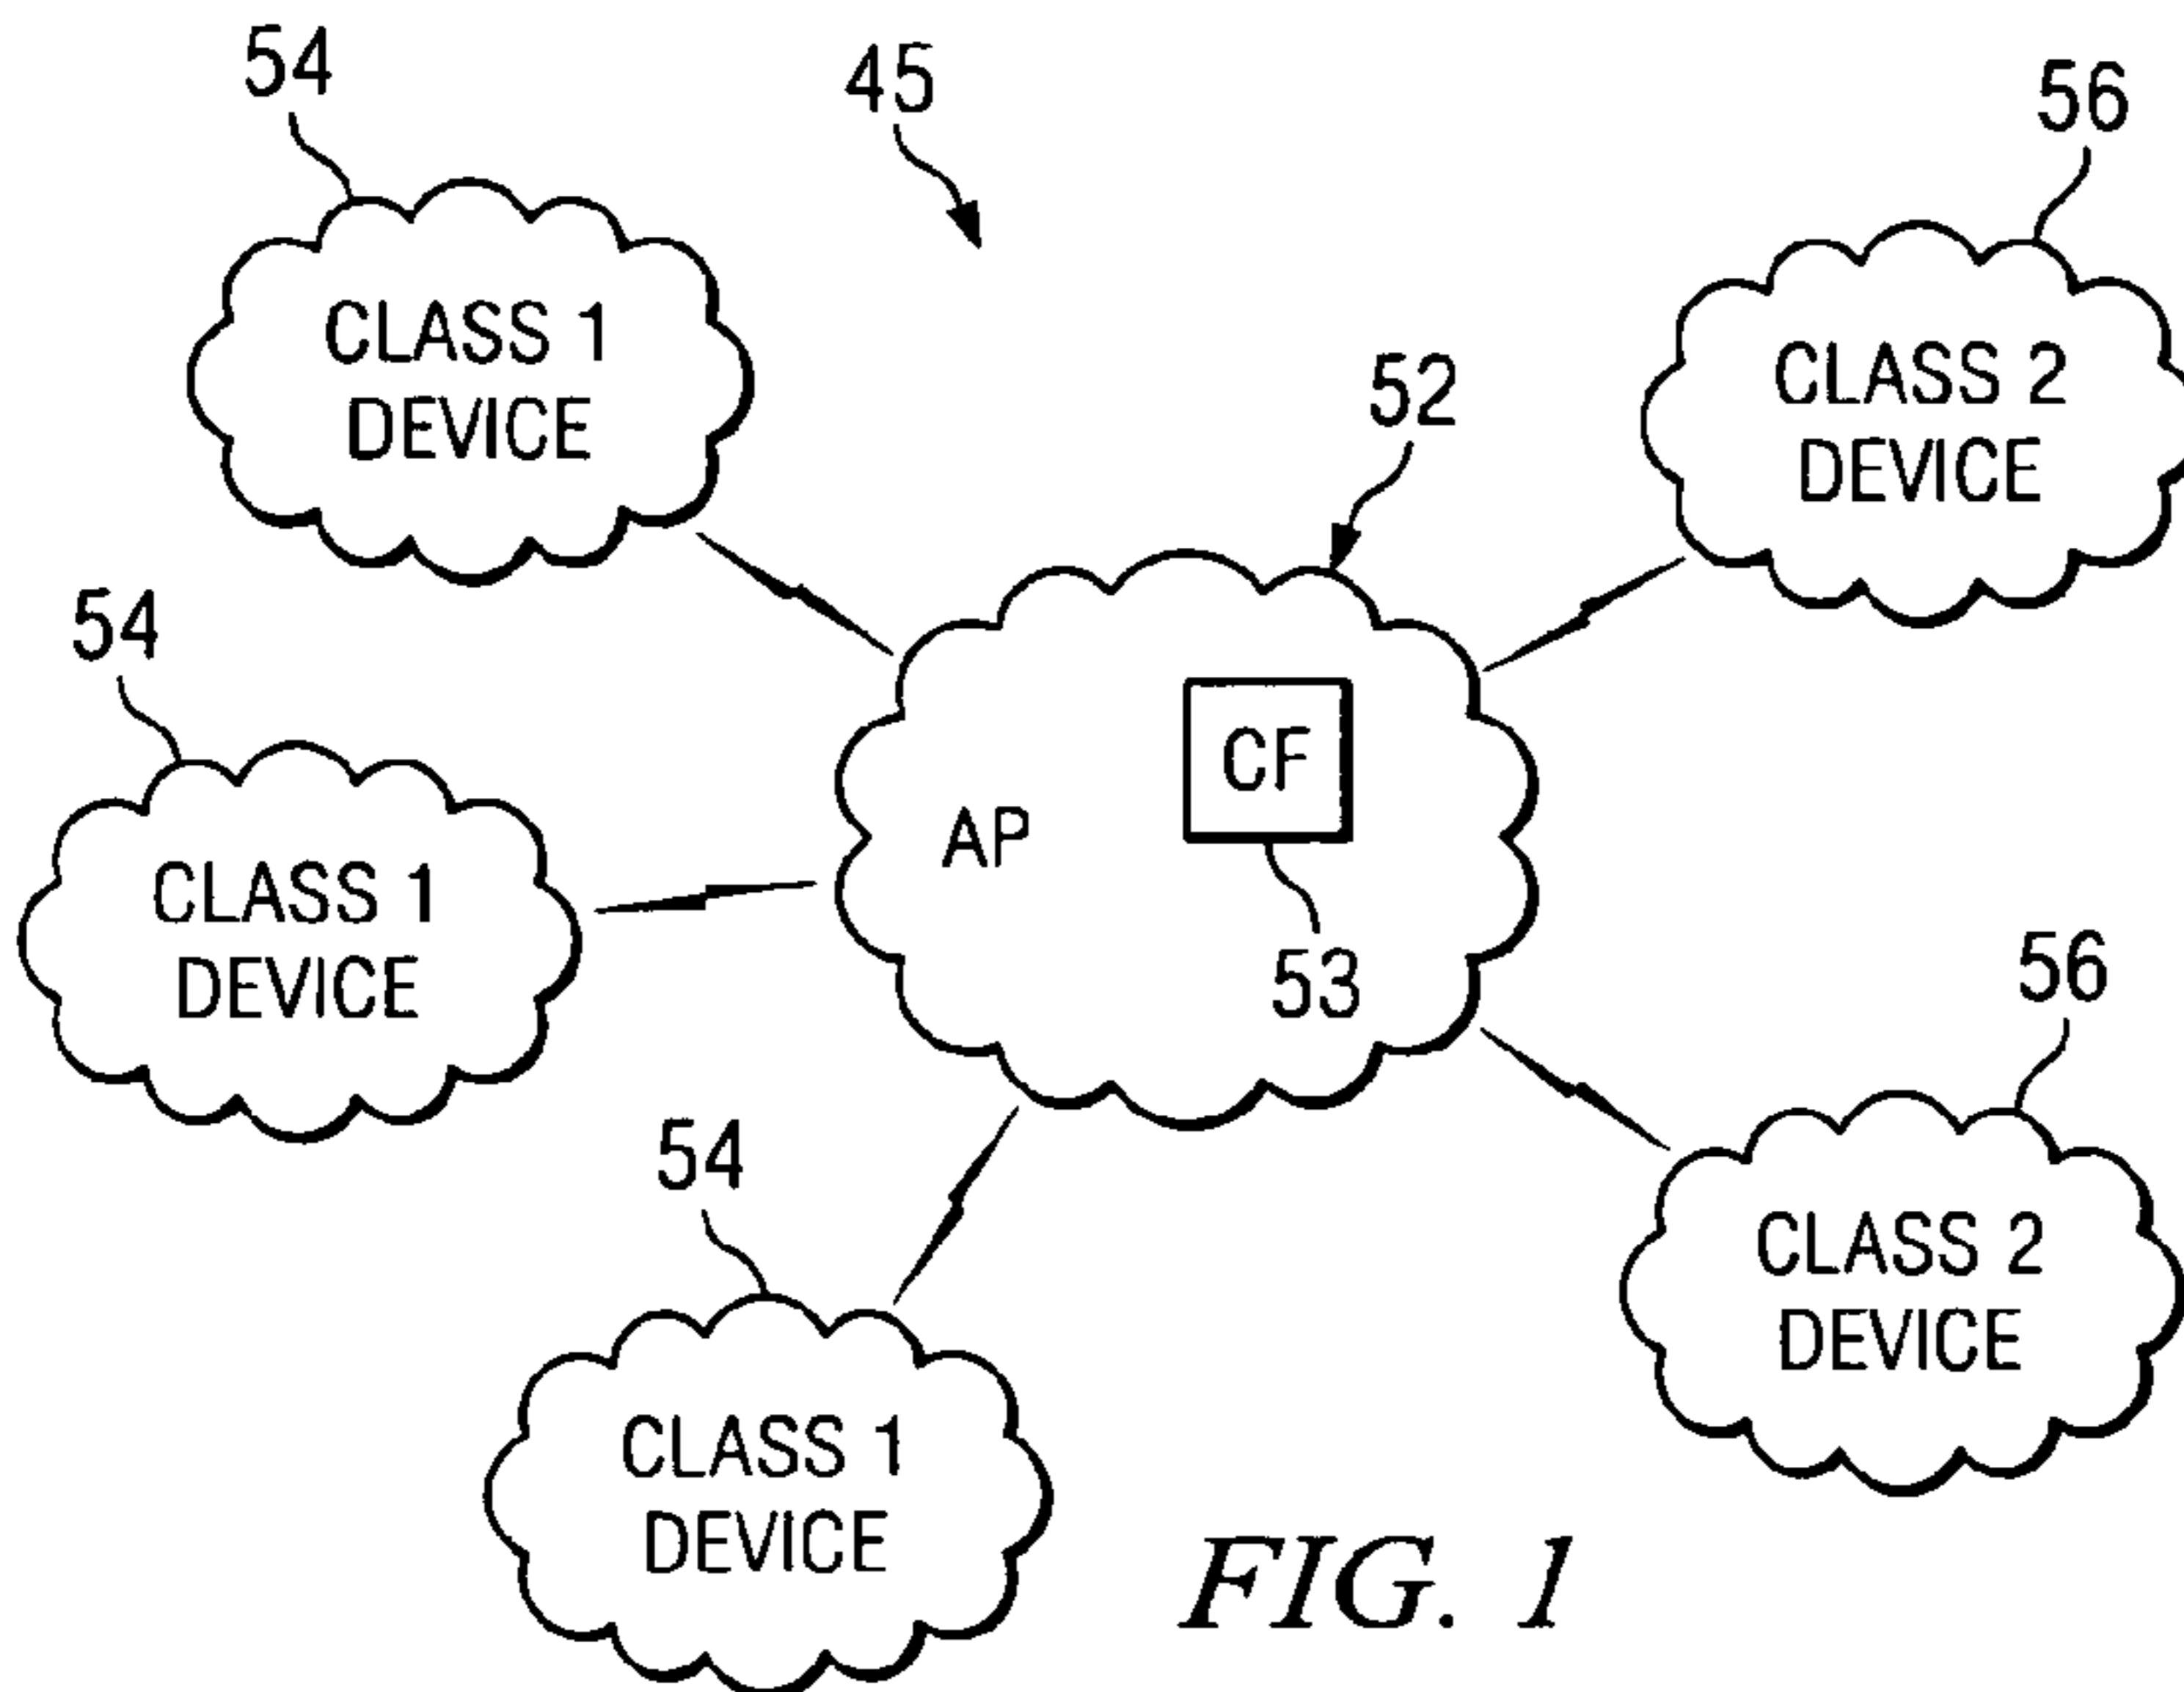 54
45
56
CLASS 1
DEVICE
CLASS 2
DEVICE
52
54
CF
AP
CLASS 1
DEVICE
53
56
54
CLASS 2
DEVICE
CLASS 1
DEVICE
FIG. 1